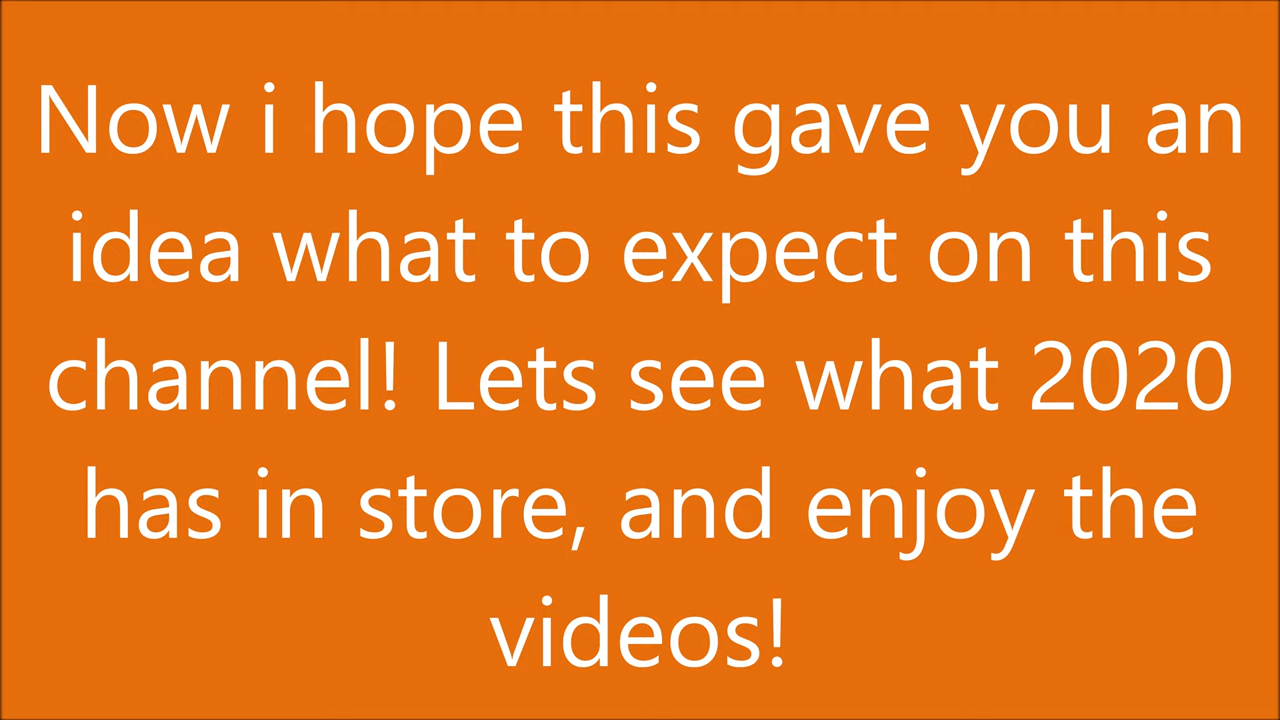 Now i hope this gave you an
idea what to expect on this
channel! Lets see what 2020
has in store, and enjoy the
videos!